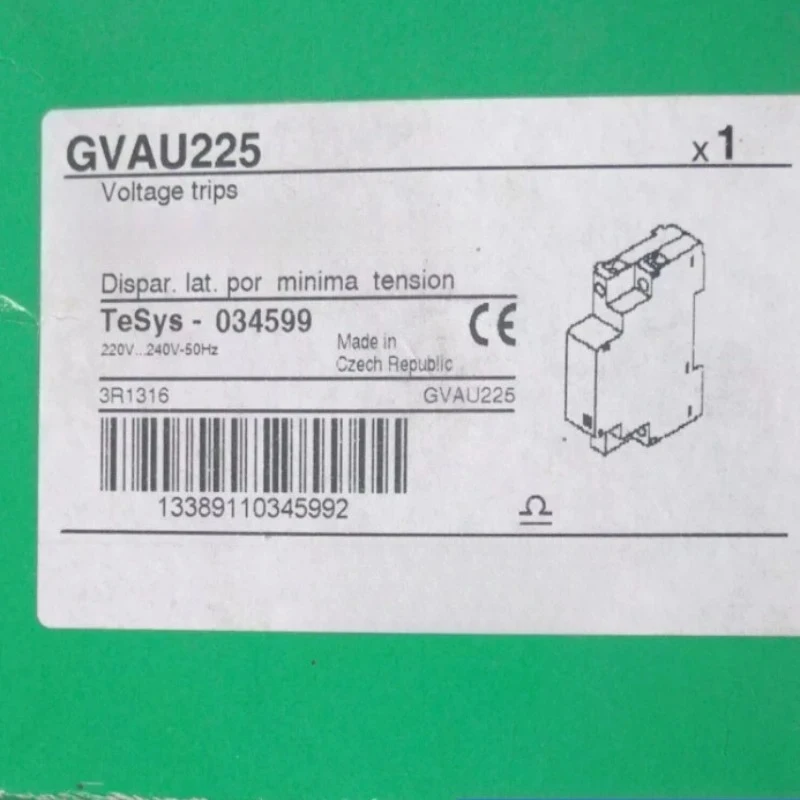 GVAU225 x 1
Voltage trips
Dispar. lat. por minima tension
TeSys - 034599
220V...240V-50Hz
Made in
Czech Republic
CE
3R1316 GVAU225
13389110345992